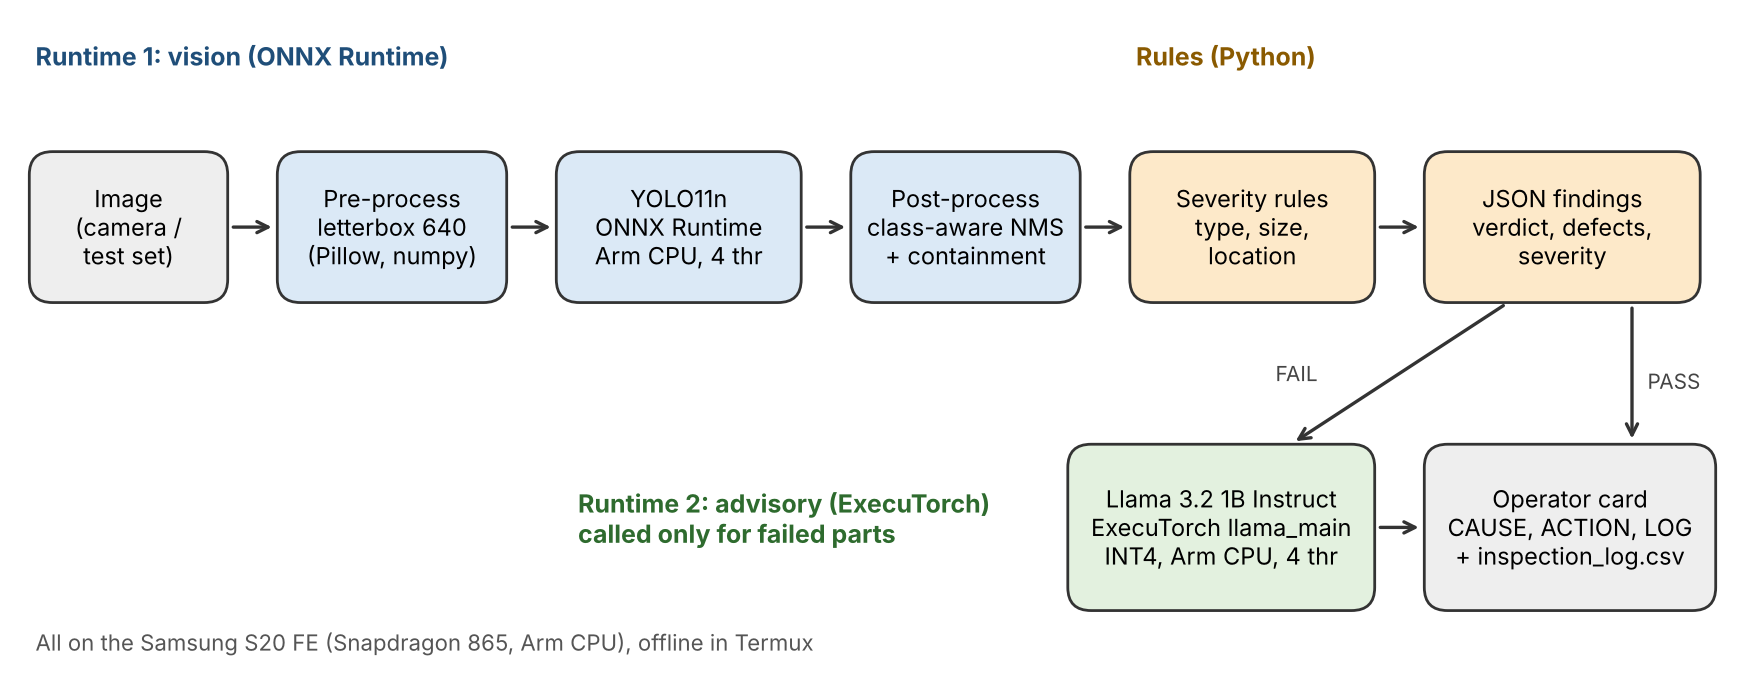 Runtime 1: vision (ONNX Runtime)
Rules (Python)
Image
(camera /
test set)
Pre-process
letterbox 640
(Pillow, numpy)
YOLO11n
ONNX Runtime
Arm CPU, 4 thr
Post-process
class-aware NMS
+ containment
Severity rules
type, size,
location
JSON findings
verdict, defects,
severity
FAIL
PASS
Runtime 2: advisory (ExecuTorch)
called only for failed parts
Llama 3.2 1B Instruct
ExecuTorch llama_main
INT4, Arm CPU, 4 thr
Operator card
CAUSE, ACTION, LOG
+ inspection_log.csv
All on the Samsung S20 FE (Snapdragon 865, Arm CPU), offline in Termux